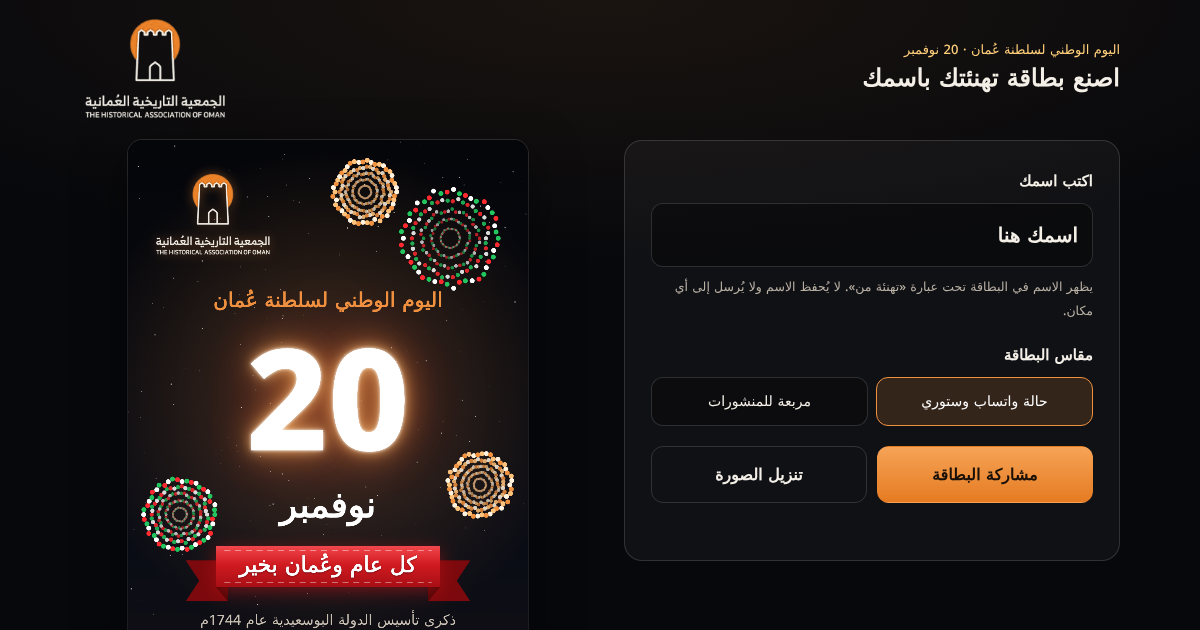 اليوم الوطني لسلطنة عُمان · 20 نوفمبر
اصنع بطاقة تهنئتك باسمك
الجمعية التاريخية العُمانية
THE HISTORICAL ASSOCIATION OF OMAN
اكتب اسمك
اسمك هنا
يظهر الاسم في البطاقة تحت عبارة «تهنئة من». لا يُحفظ الاسم ولا يُرسل إلى أي
مكان.
مقاس البطاقة
حالة واتساب وستوري
مربعة للمنشورات
مشاركة البطاقة
تنزيل الصورة
الجمعية التاريخية العُمانية
THE HISTORICAL ASSOCIATION OF OMAN
اليوم الوطني لسلطنة عُمان
20
نوفمبر
كل عام وعُمان بخير
ذكرى تأسيس الدولة البوسعيدية عام 1744م